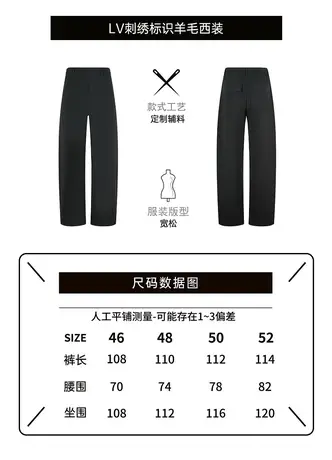 LV刺绣标识羊毛西装
款式工艺
定制辅料
服装版型
宽松
尺码数据图
人工平铺测量-可能存在1~3偏差
SIZE 46 48 50 52
裤长 108 110 112 114
腰围 70 74 78 82
坐围 108 112 116 120